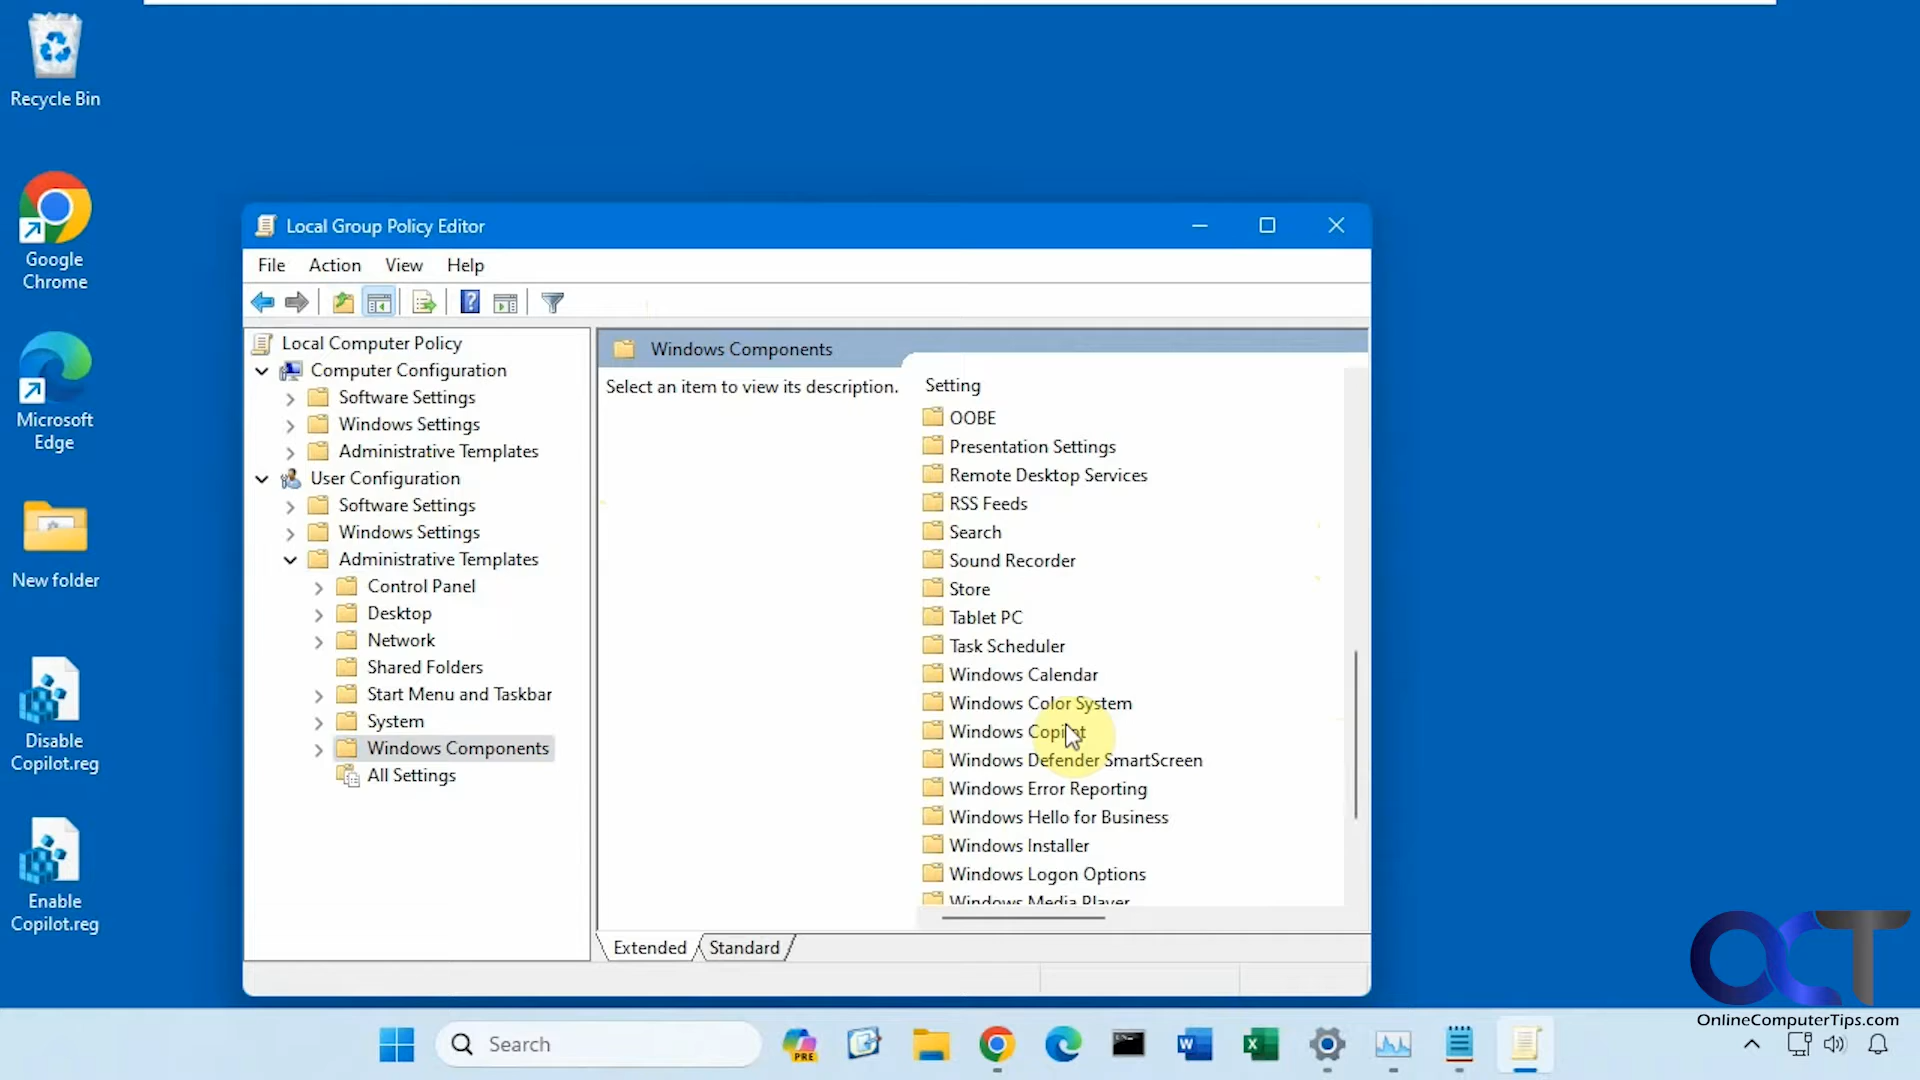 Recycle Bin
Google
Chrome
Microsoft
Edge
New folder
Disable
Copilot.reg
Enable
Copilot.reg
Local Group Policy Editor
File Action View Help
Local Computer Policy
Computer Configuration
Software Settings
Windows Settings
Administrative Templates
User Configuration
Software Settings
Windows Settings
Administrative Templates
Control Panel
Desktop
Network
Shared Folders
Start Menu and Taskbar
System
Windows Components
All Settings
Windows Components
Select an item to view its description.
Setting
OOBE
Presentation Settings
Remote Desktop Services
RSS Feeds
Search
Sound Recorder
Store
Tablet PC
Task Scheduler
Windows Calendar
Windows Color System
Windows Copilot
Windows Defender SmartScreen
Windows Error Reporting
Windows Hello for Business
Windows Installer
Windows Logon Options
Windows Media Player
Extended Standard
OCT
OnlineComputerTips.com
Search
PRE